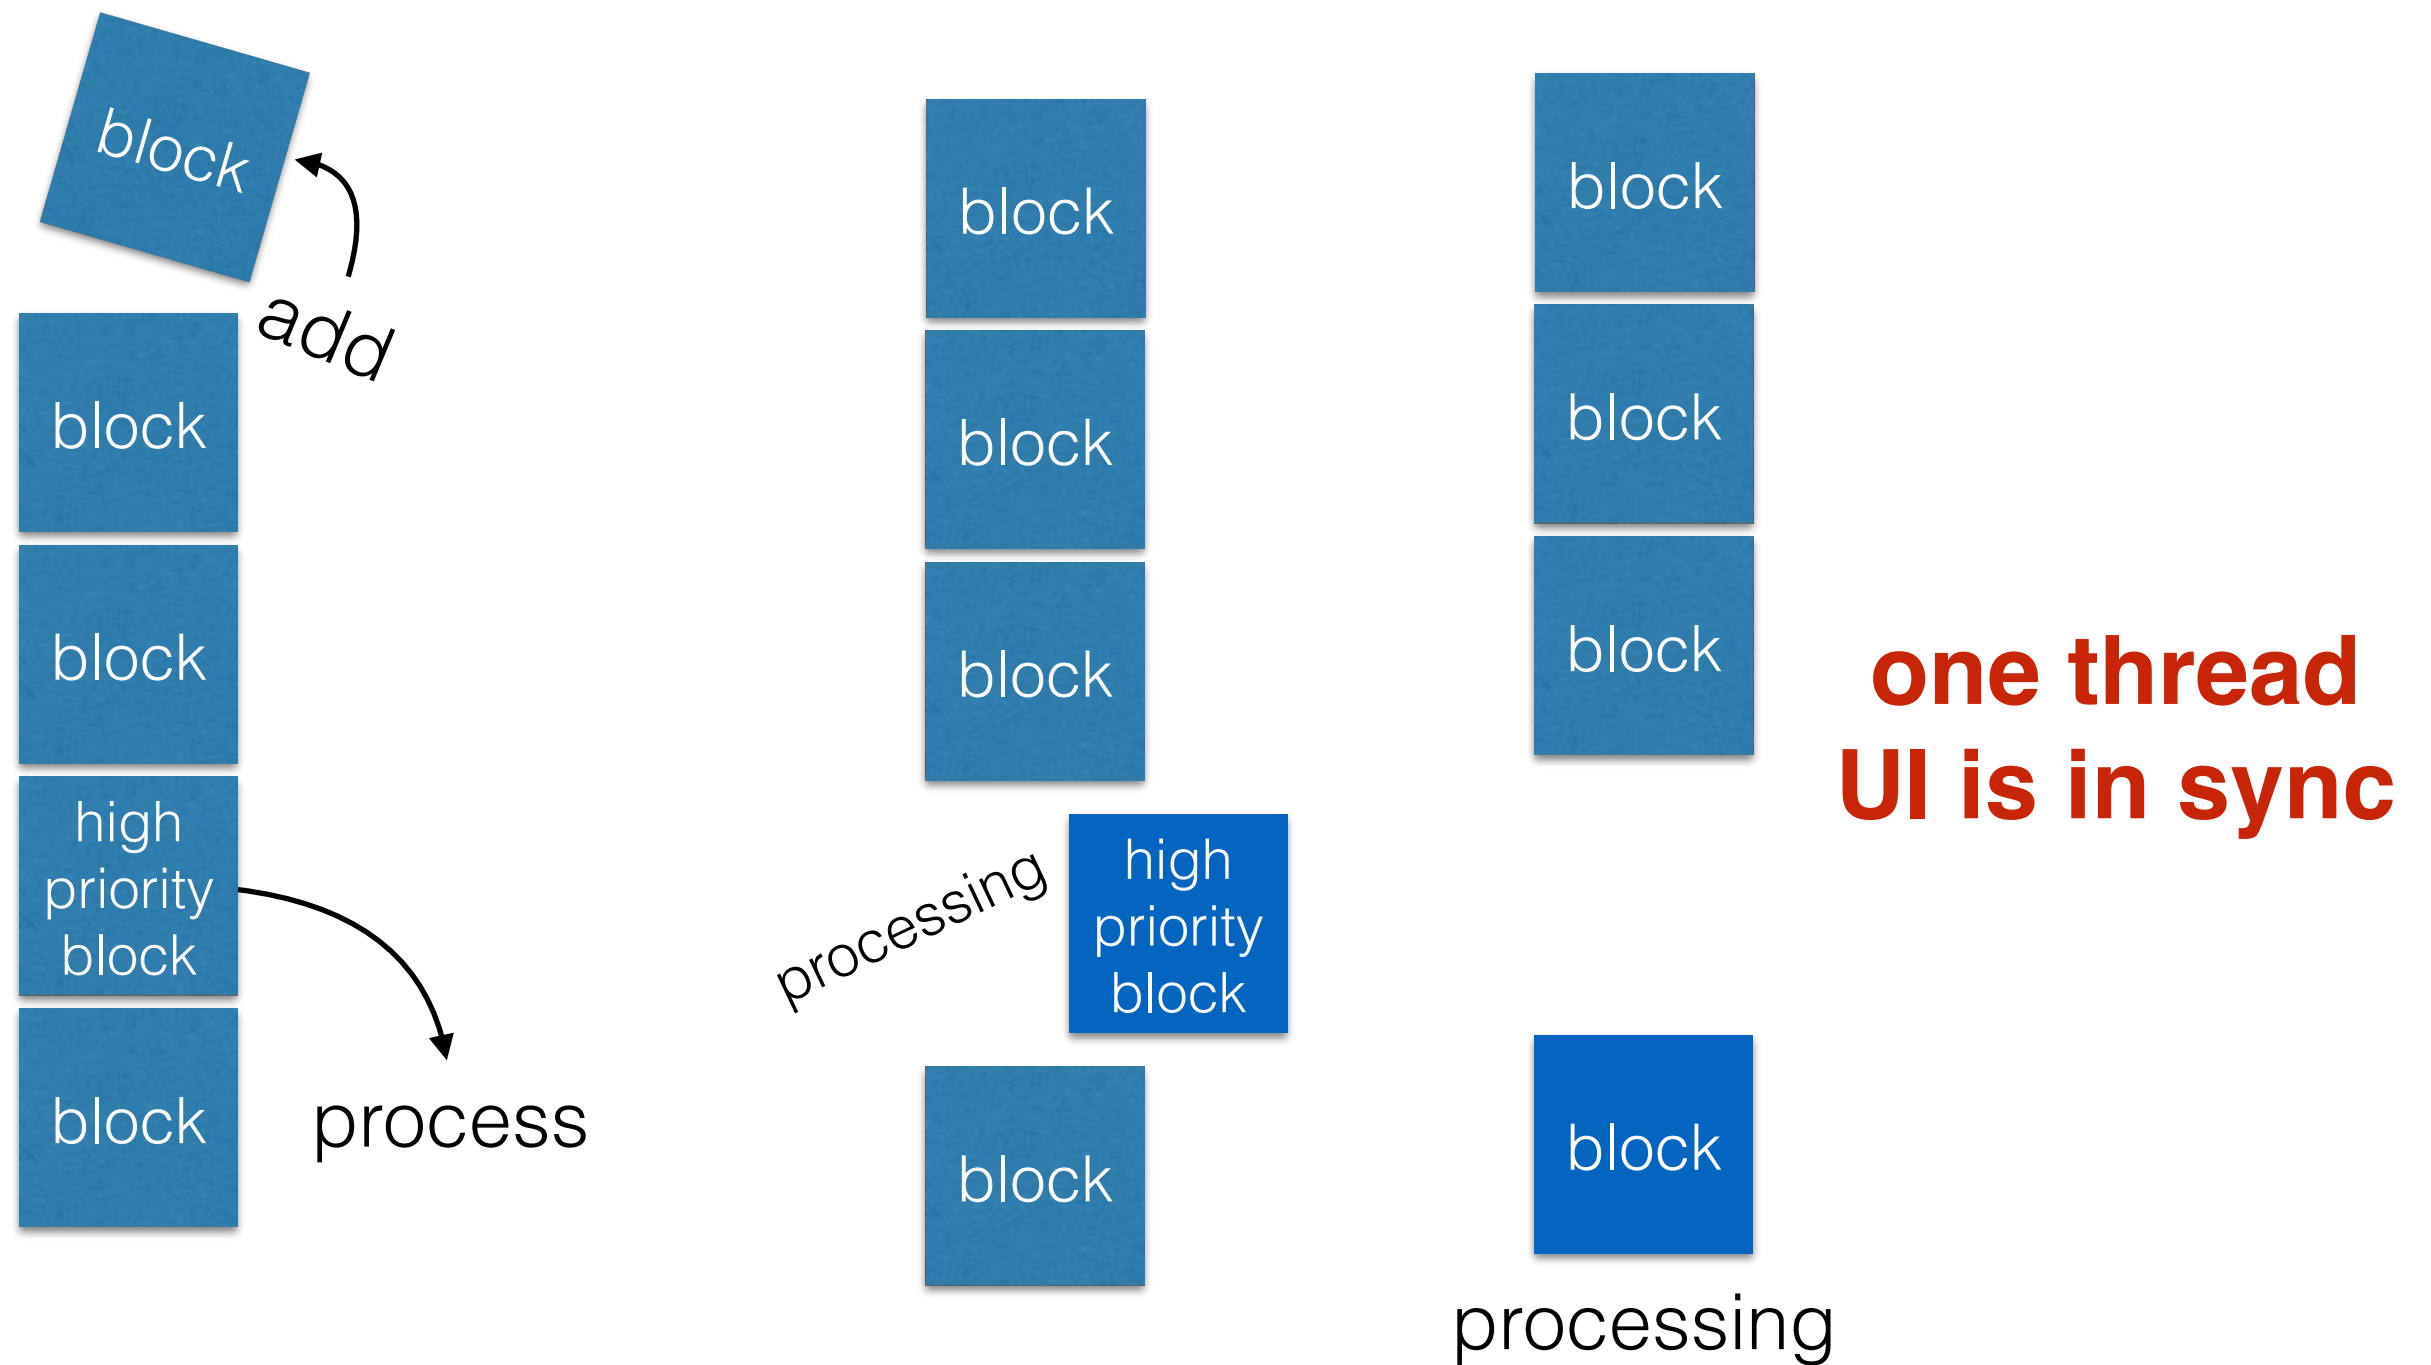 block
add
block
block
high
priority
block
block
process
block
block
block
processing
high
priority
block
block
block
block
block
block
processing
one thread
UI is in sync